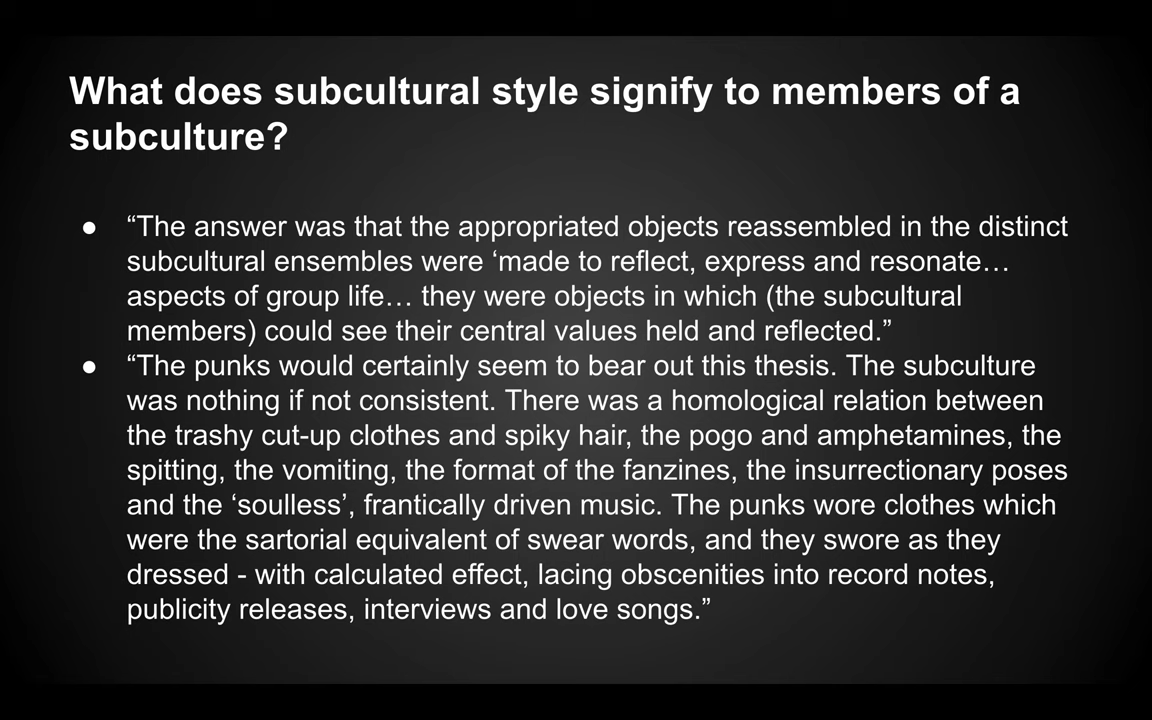 What does subcultural style signify to members of a
subculture?
● “The answer was that the appropriated objects reassembled in the distinct
subcultural ensembles were ‘made to reflect, express and resonate…
aspects of group life… they were objects in which (the subcultural
members) could see their central values held and reflected.”
● “The punks would certainly seem to bear out this thesis. The subculture
was nothing if not consistent. There was a homological relation between
the trashy cut-up clothes and spiky hair, the pogo and amphetamines, the
spitting, the vomiting, the format of the fanzines, the insurrectionary poses
and the ‘soulless’, frantically driven music. The punks wore clothes which
were the sartorial equivalent of swear words, and they swore as they
dressed - with calculated effect, lacing obscenities into record notes,
publicity releases, interviews and love songs.”